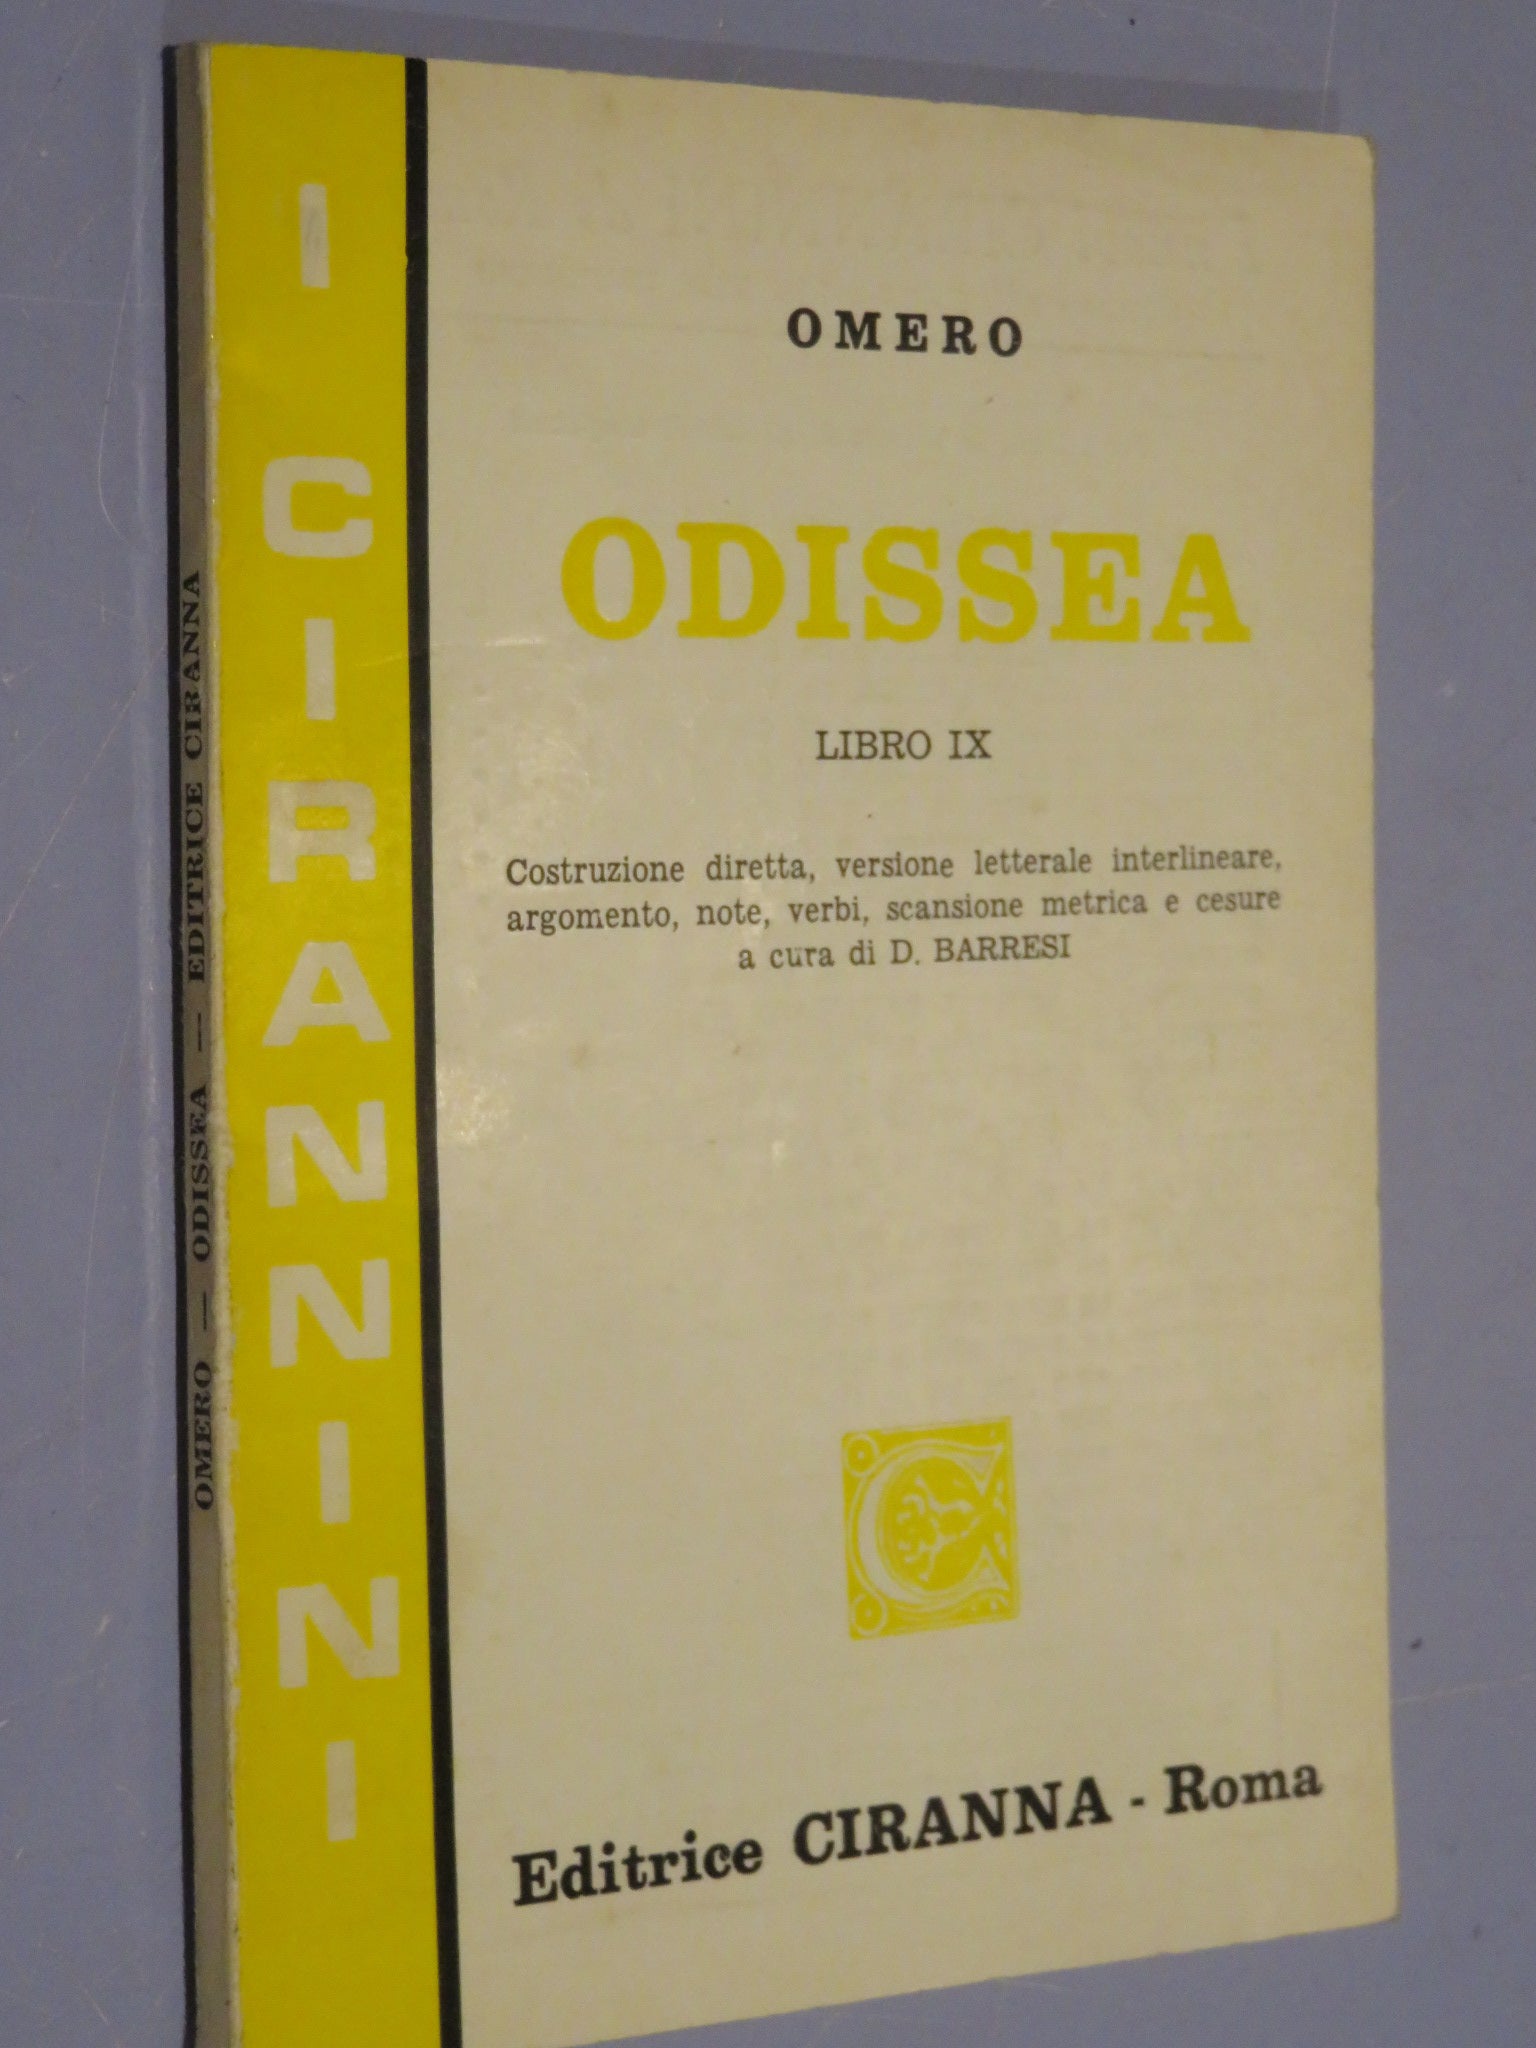 OMERO — ODISSEA — EDITRICE CIRANNA
I CIRANNINI
OMERO
ODISSEA
LIBRO IX
Costruzione diretta, versione letterale interlineare,
argomento, note, verbi, scansione metrica e cesure
a cura di D. BARRESI
C
Editrice CIRANNA - Roma